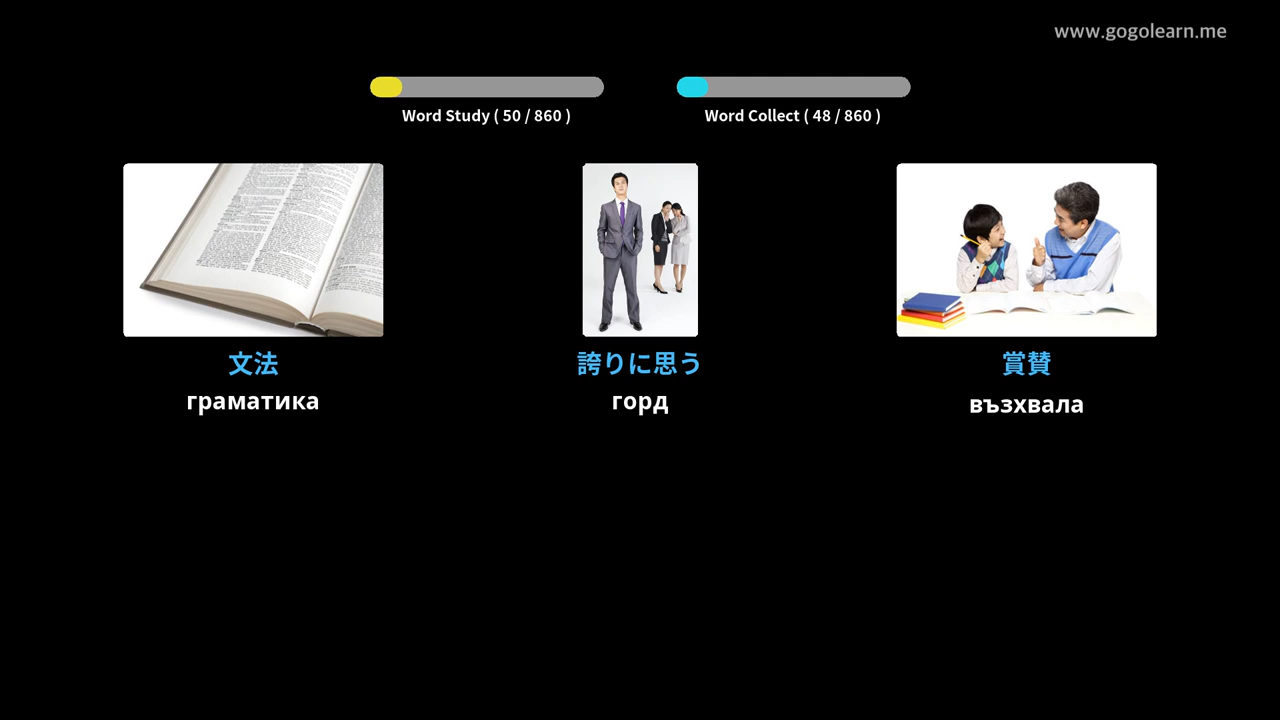 www.gogolearn.me
Word Study ( 50 / 860 )
Word Collect ( 48 / 860 )
文法
誇りに思う
賞賛
граматика
горд
възхвала